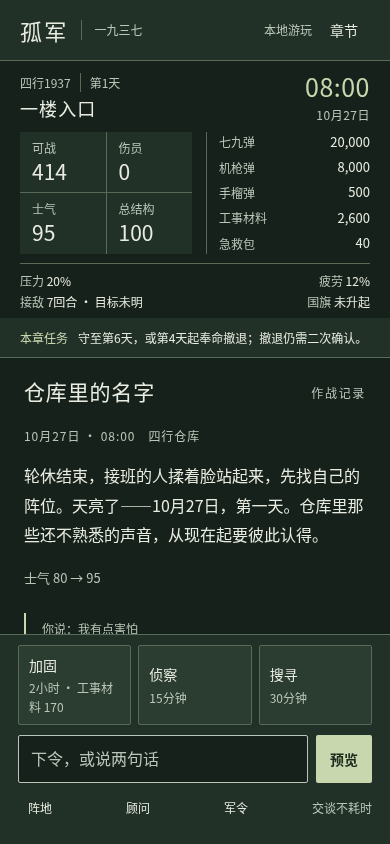 孤军 一九三七 本地游玩 章节
四行1937 第1天 08:00
一楼入口 10月27日
可战 伤员 七九弹 20,000
414 0 机枪弹 8,000
手榴弹 500
士气 总结构 工事材料 2,600
95 100 急救包 40
压力 20% 疲劳 12%
接敌 7回合 · 目标未明 国旗 未升起
本章任务 守至第6天，或第4天起奉命撤退；撤退仍需二次确认。
仓库里的名字 作战记录
10月27日 · 08:00 四行仓库
轮休结束，接班的人揉着脸站起来，先找自己的
阵位。天亮了——10月27日，第一天。仓库里那
些还不熟悉的声音，从现在起要彼此认得。
士气 80 → 95
你说：我有点害怕
加固 侦察 搜寻
2小时 · 工事材 15分钟 30分钟
料 170
下令，或说两句话 预览
阵地 顾问 军令 交谈不耗时